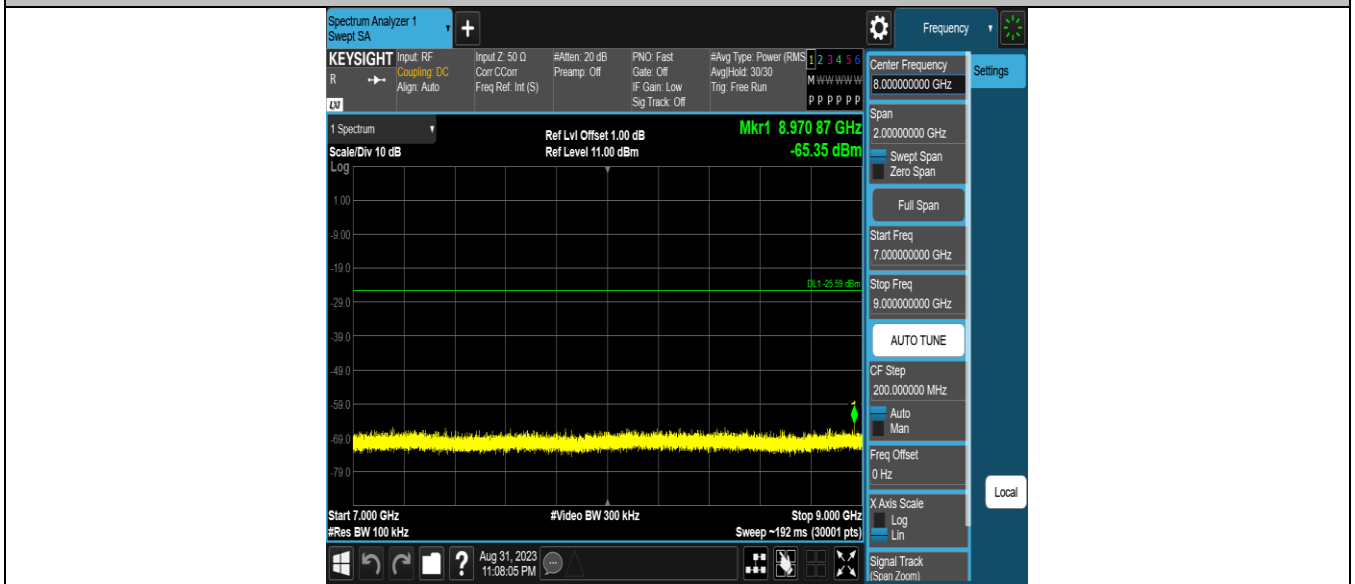 Spectrum Analyzer 1
Swept SA
+
Frequency
KEYSIGHT
R
LXI
Input: RF
Coupling: DC
Align: Auto
Input Z: 50 Ω
Corr CCorr
Freq Ref: Int (S)
#Atten: 20 dB
Preamp: Off
PNO: Fast
Gate: Off
IF Gain: Low
Sig Track: Off
#Avg Type: Power (RMS
Avg|Hold: 30/30
Trig: Free Run
1 2 3 4 5 6
M W W W W W
P P P P P P
1 Spectrum
Scale/Div 10 dB
Log
Ref Lvl Offset 1.00 dB
Ref Level 11.00 dBm
Mkr1 8.970 87 GHz
-65.35 dBm
1.00
-9.00
-19.0
DL1 -25.59 dBm
-29.0
-39.0
-49.0
-59.0
1
-69.0
-79.0
Start 7.000 GHz
#Res BW 100 kHz
#Video BW 300 kHz
Stop 9.000 GHz
Sweep ~192 ms (30001 pts)
?
Aug 31, 2023
11:08:05 PM
Center Frequency
8.000000000 GHz
Settings
Span
2.00000000 GHz
Swept Span
Zero Span
Full Span
Start Freq
7.000000000 GHz
Stop Freq
9.000000000 GHz
AUTO TUNE
CF Step
200.000000 MHz
Auto
Man
Freq Offset
0 Hz
X Axis Scale
Log
Lin
Local
Signal Track
(Span Zoom)